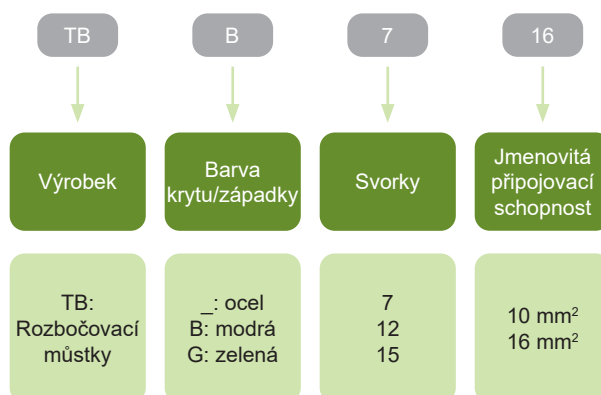 TB
B
7
16
Výrobek
Barva
krytu/západky
Svorky
Jmenovitá
připojovací
schopnost
TB:
Rozbočovací
můstky
_: ocel
B: modrá
G: zelená
7
12
15
10 mm²
16 mm²